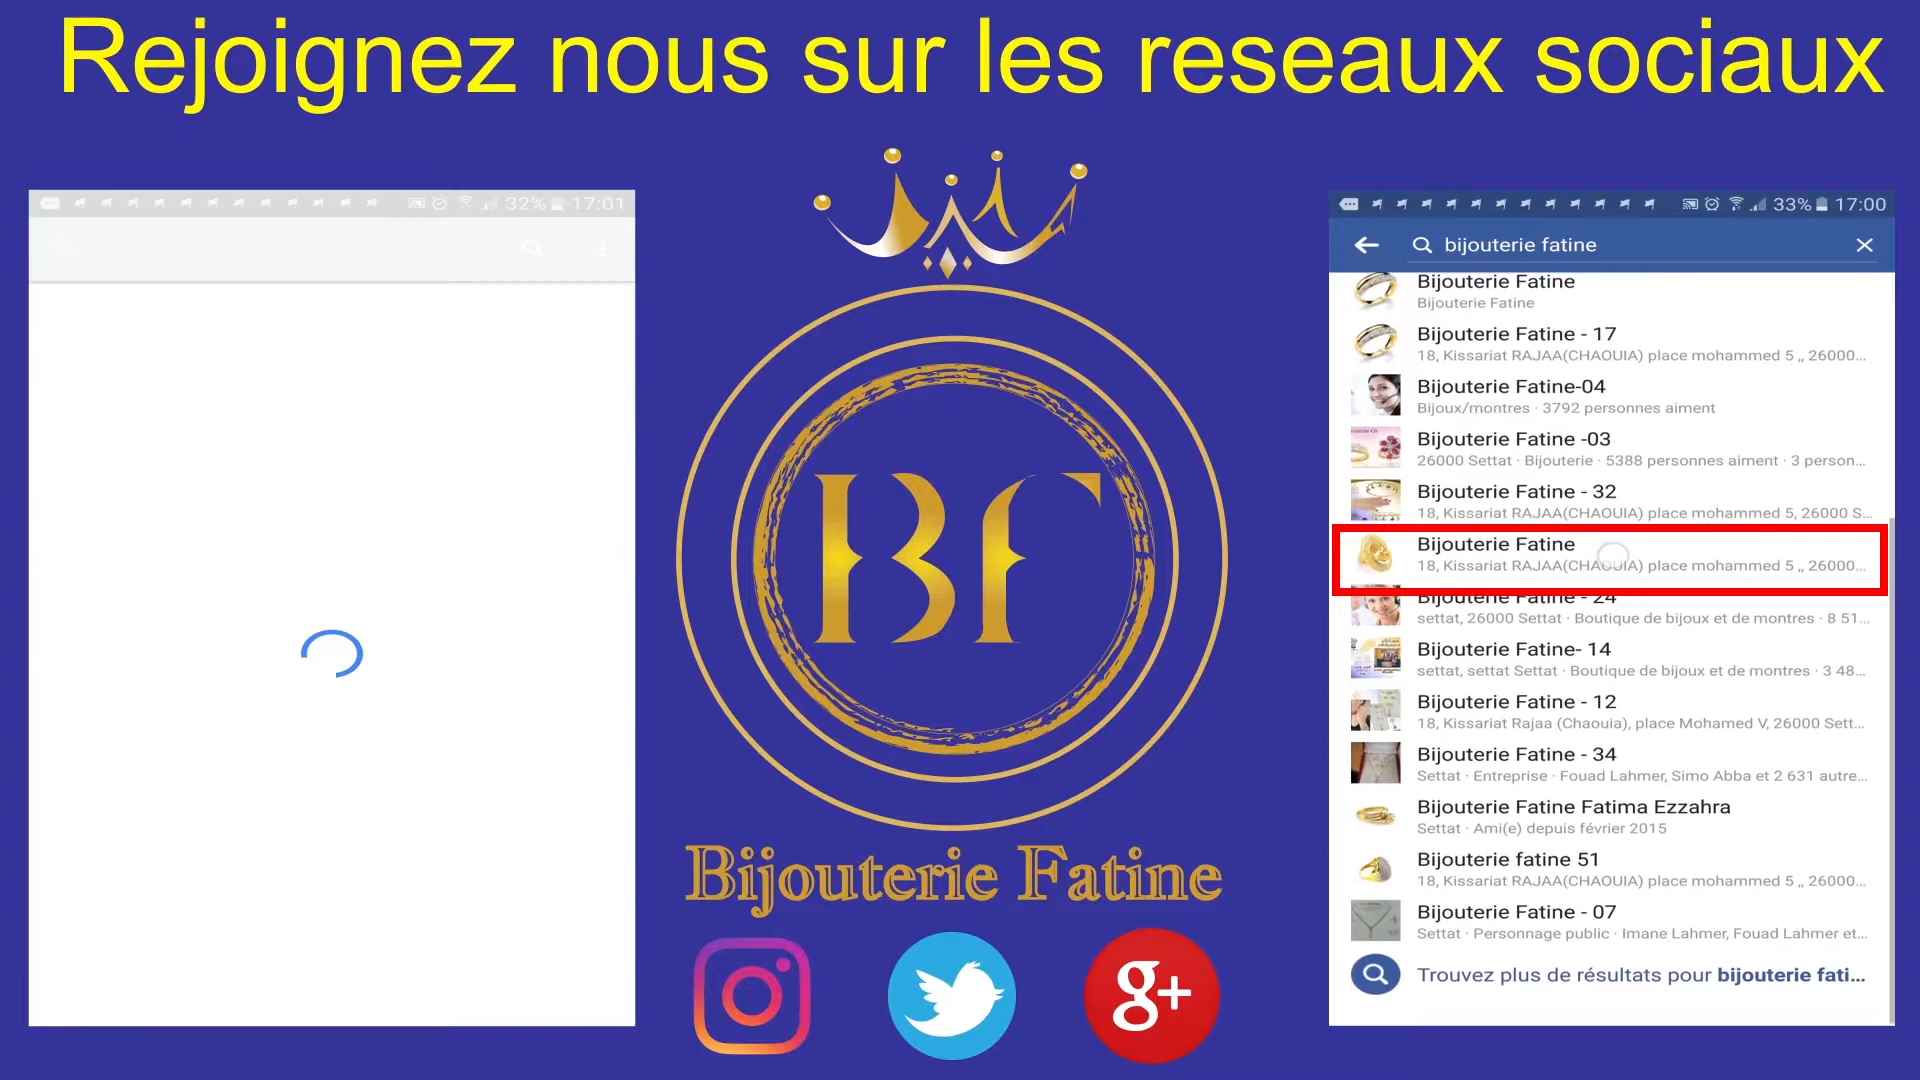 Rejoignez nous sur les reseaux sociaux
32% 17:01
BF
Bijouterie Fatine
g+
33% 17:00
bijouterie fatine
Bijouterie Fatine
Bijouterie Fatine
Bijouterie Fatine - 17
18, Kissariat RAJAA(CHAOUIA) place mohammed 5 ,, 26000...
Bijouterie Fatine-04
Bijoux/montres · 3792 personnes aiment
Bijouterie Fatine -03
26000 Settat · Bijouterie · 5388 personnes aiment · 3 person...
Bijouterie Fatine - 32
18, Kissariat RAJAA(CHAOUIA) place mohammed 5, 26000 S...
Bijouterie Fatine
18, Kissariat RAJAA(CHAOUIA) place mohammed 5 ,, 26000...
Bijouterie Fatine - 24
settat, 26000 Settat · Boutique de bijoux et de montres · 8 51...
Bijouterie Fatine- 14
settat, settat Settat · Boutique de bijoux et de montres · 3 48...
Bijouterie Fatine - 12
18, Kissariat Rajaa (Chaouia), place Mohamed V, 26000 Sett...
Bijouterie Fatine - 34
Settat · Entreprise · Fouad Lahmer, Simo Abba et 2 631 autre...
Bijouterie Fatine Fatima Ezzahra
Settat · Ami(e) depuis février 2015
Bijouterie fatine 51
18, Kissariat RAJAA(CHAOUIA) place mohammed 5 ,, 26000...
Bijouterie Fatine - 07
Settat · Personnage public · Imane Lahmer, Fouad Lahmer et...
Trouvez plus de résultats pour bijouterie fati...